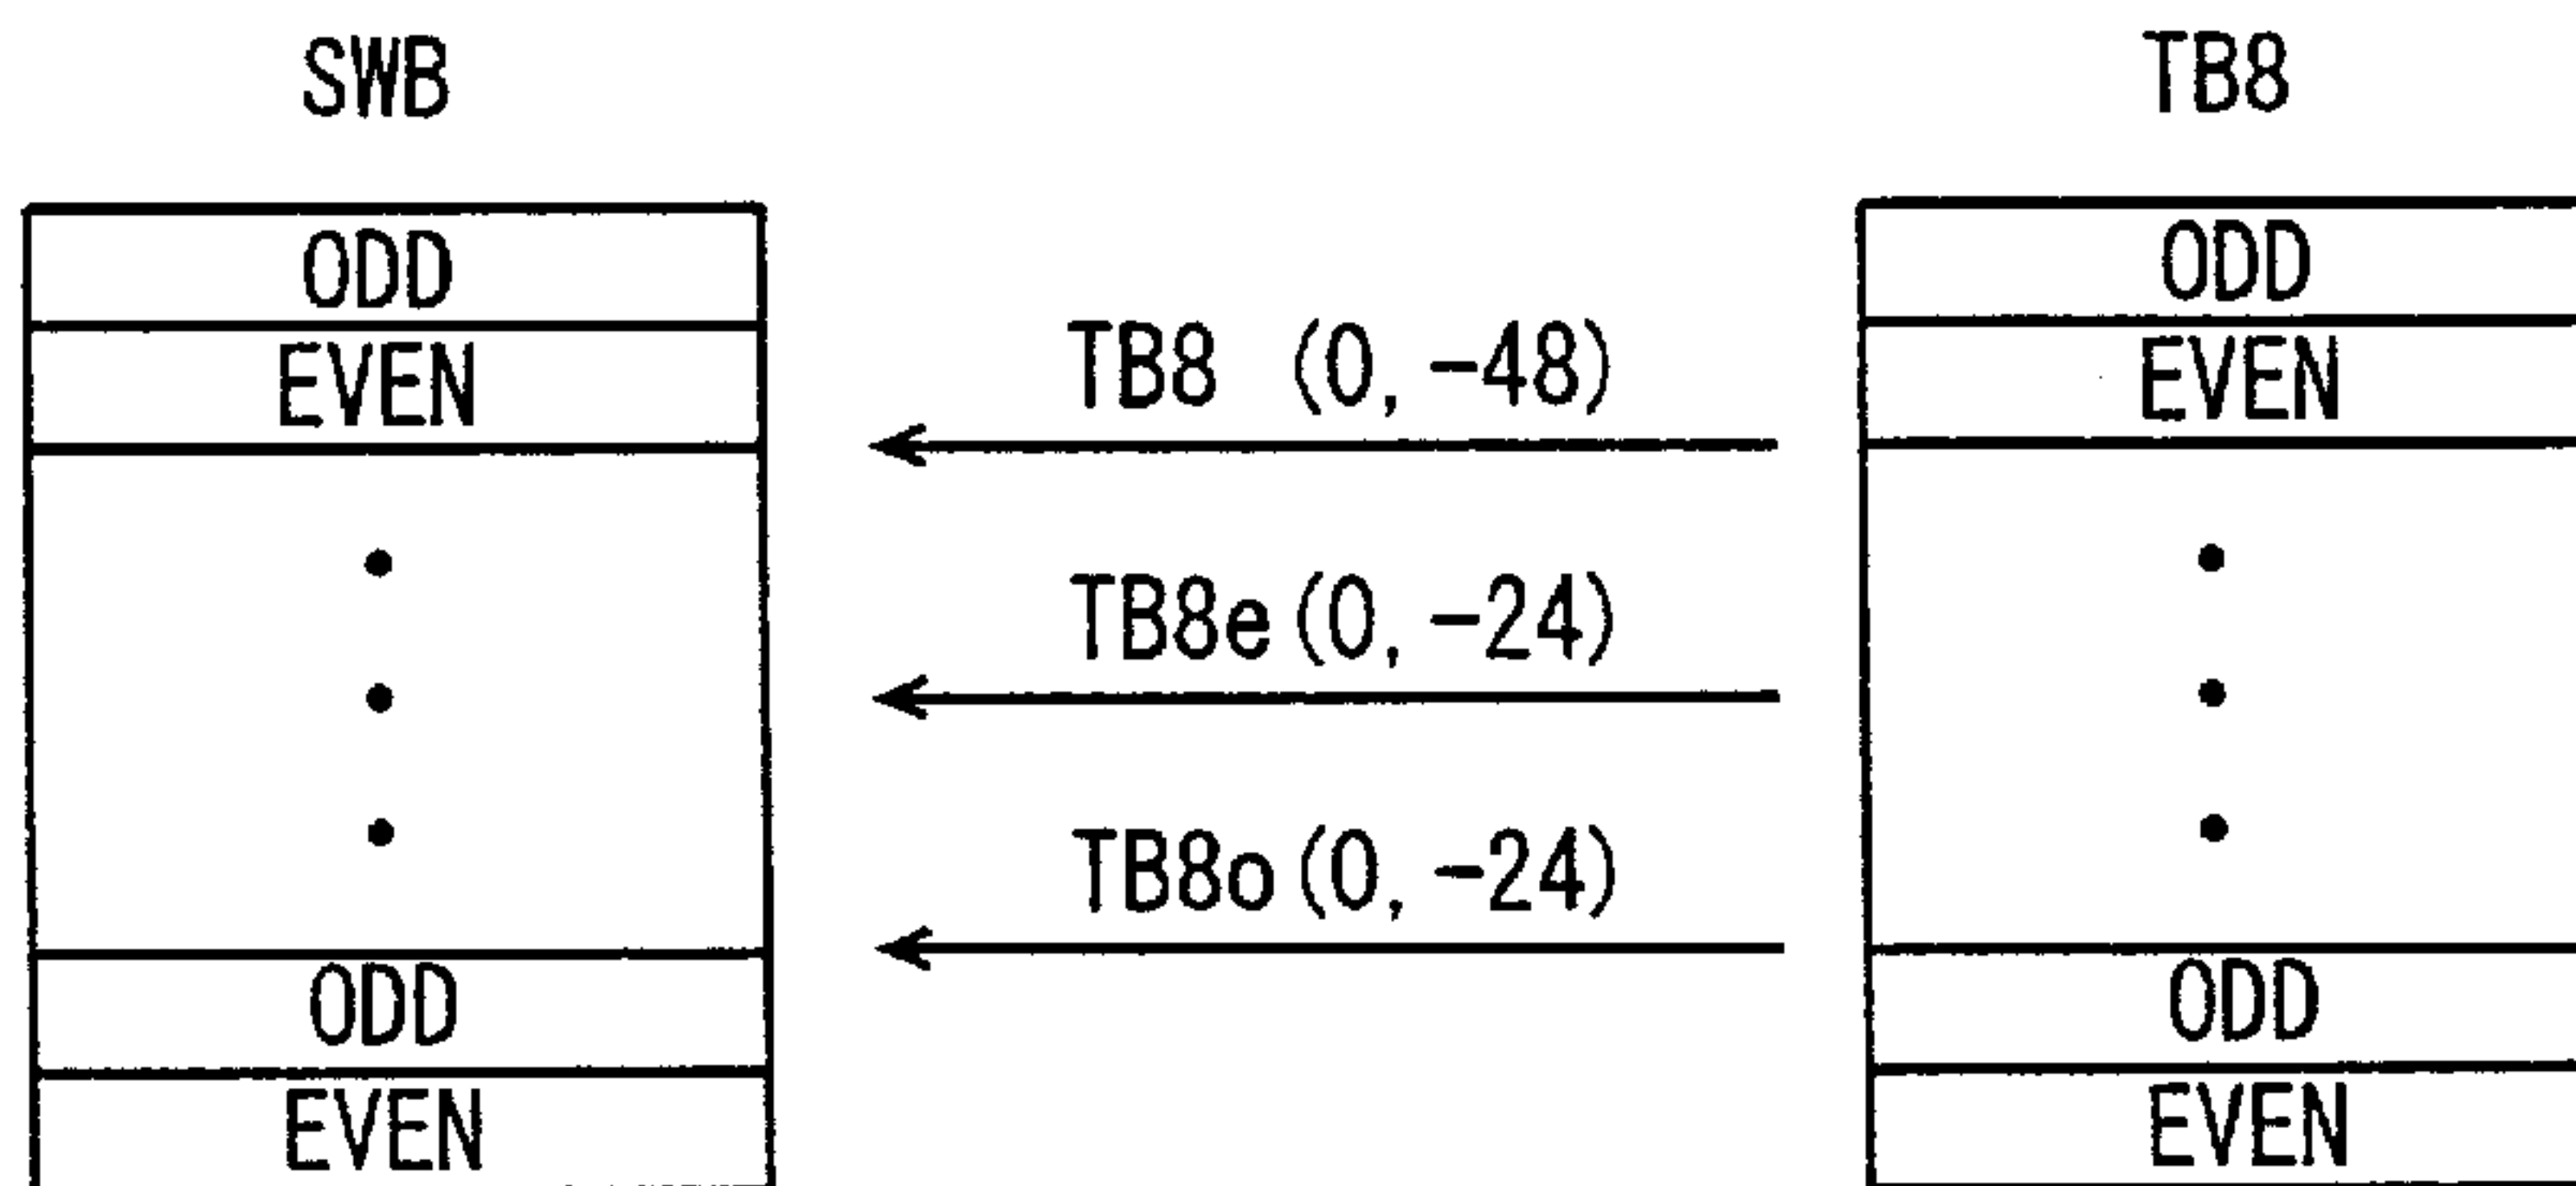 SWB
TB8
ODD
EVEN
ODD
EVEN
TB8 (0, -48)
TB8e (0, -24)
TB8o (0, -24)
ODD
EVEN
ODD
EVEN